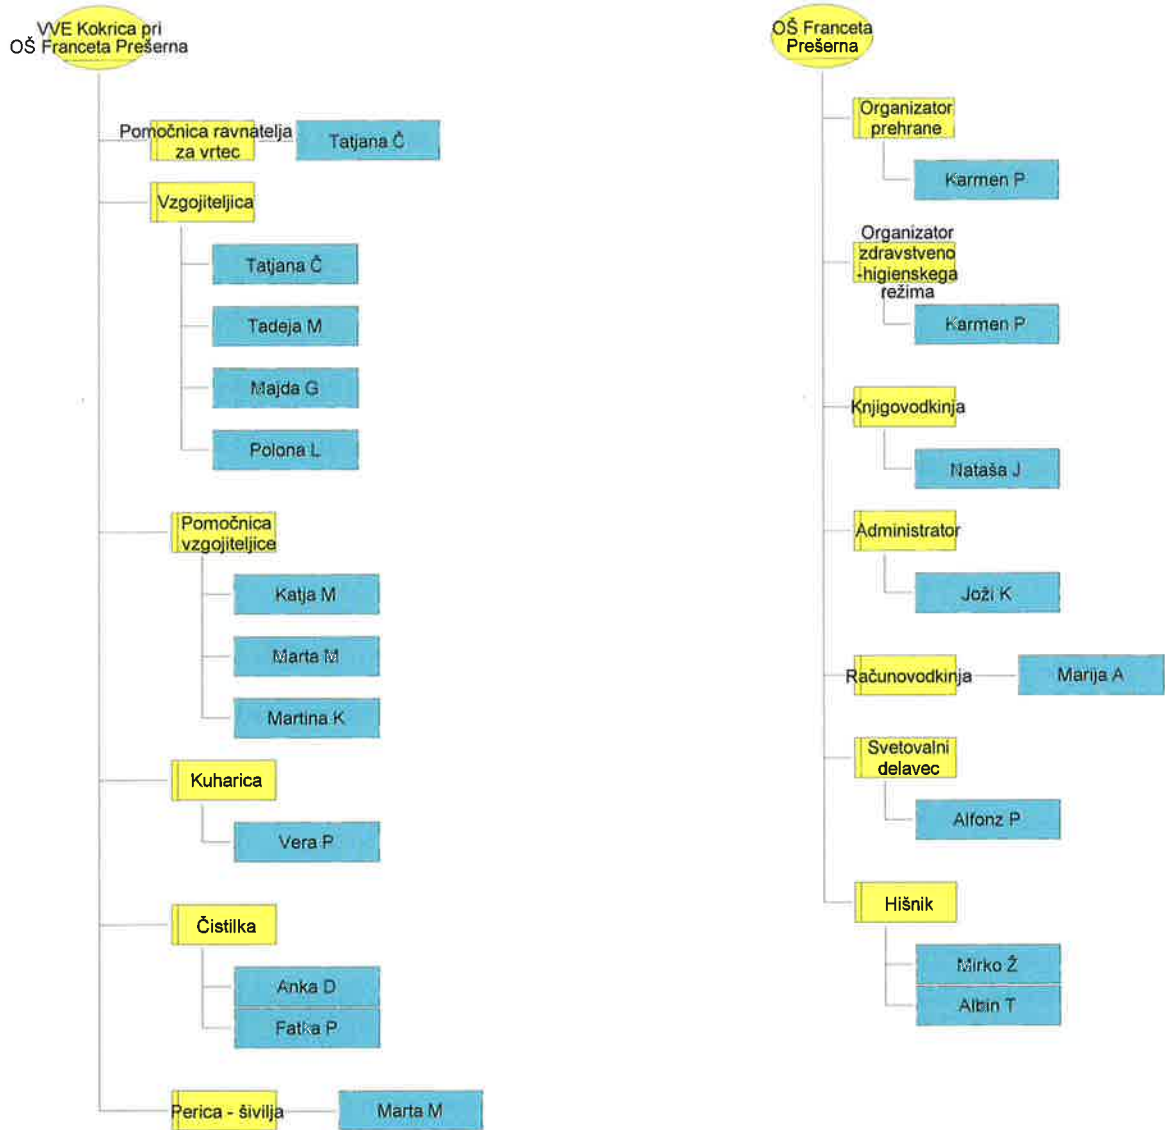 VVE Kokrica pri
OŠ Franceta Prešerna
Pomočnica ravnatelja
za vrtec
Tatjana Č
Vzgojiteljica
Tatjana Č
Tadeja M
Majda G
Polona L
Pomočnica
vzgojiteljice
Katja M
Marta M
Martina K
Kuharica
Vera P
Čistilka
Anka D
Fatka P
Perica - šivilja
Marta M
OŠ Franceta
Prešerna
Organizator
prehrane
Karmen P
Organizator
zdravstveno
-higienskega
režima
Karmen P
Knjigovodkinja
Nataša J
Administrator
Joži K
Računovodkinja
Marija A
Svetovalni
delavec
Alfonz P
Hišnik
Mirko Ž
Albin T